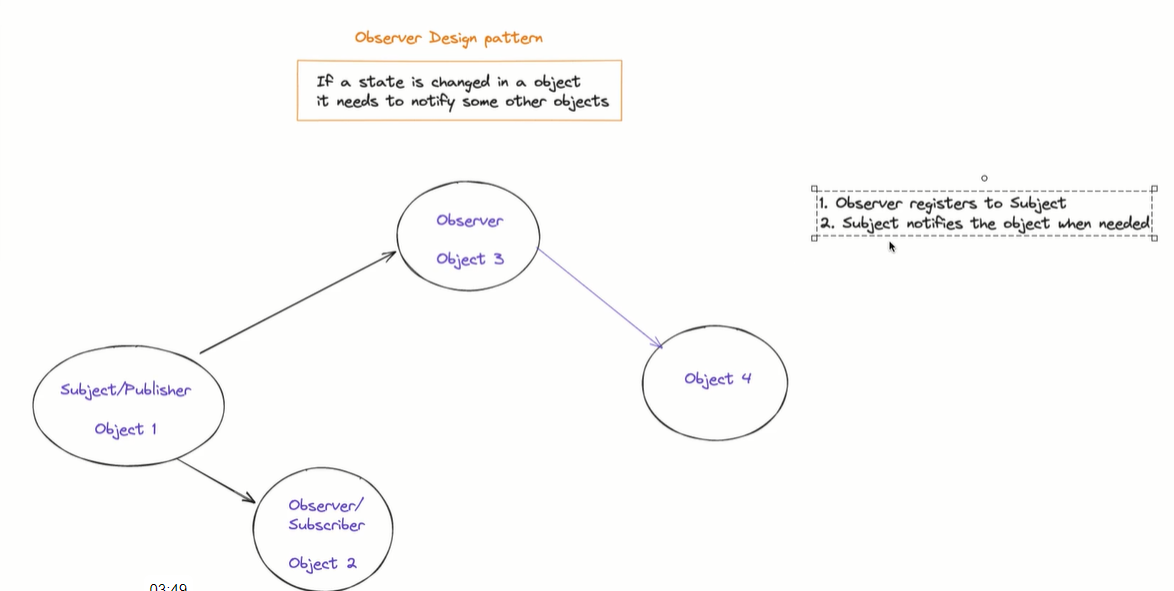 Observer Design pattern
If a state is changed in a object
it needs to notify some other objects
1. Observer registers to Subject
2. Subject notifies the object when needed
Observer
Object 3
Subject/Publisher
Object 1
Object 4
Observer/
Subscriber
Object 2
03:49